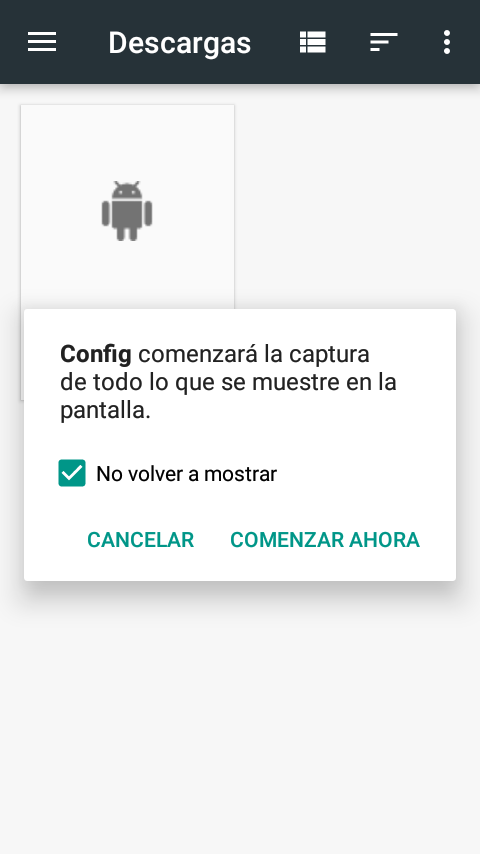 Descargas
Config comenzará la captura
de todo lo que se muestre en la
pantalla.
No volver a mostrar
CANCELAR COMENZAR AHORA